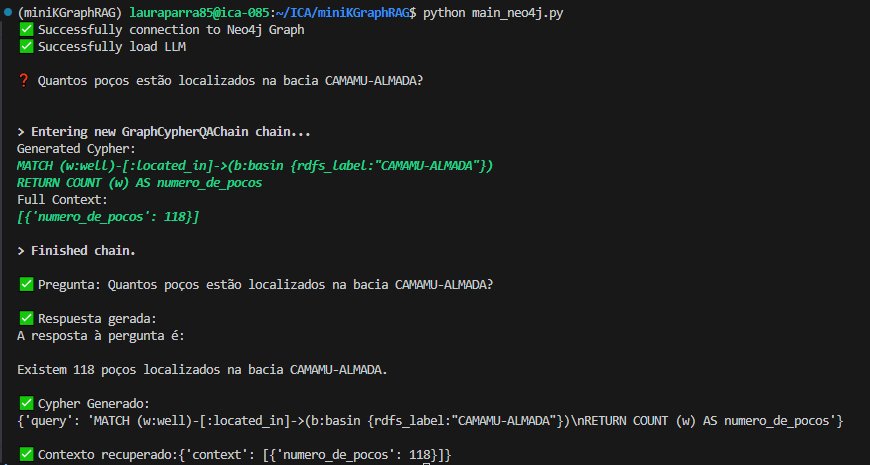 (miniKGraphRAG) lauraparra85@ica-085:~/ICA/miniKGraphRAG$ python main_neo4j.py
✅ Successfully connection to Neo4j Graph
✅ Successfully load LLM
❓ Quantos poços estão localizados na bacia CAMAMU-ALMADA?
> Entering new GraphCypherQAChain chain...
Generated Cypher:
MATCH (w:well)-[:located_in]->(b:basin {rdfs_label:"CAMAMU-ALMADA"})
RETURN COUNT (w) AS numero_de_pocos
Full Context:
[{'numero_de_pocos': 118}]
> Finished chain.
✅ Pregunta: Quantos poços estão localizados na bacia CAMAMU-ALMADA?
✅ Respuesta gerada:
A resposta à pergunta é:
Existem 118 poços localizados na bacia CAMAMU-ALMADA.
✅ Cypher Generado:
{'query': 'MATCH (w:well)-[:located_in]->(b:basin {rdfs_label:"CAMAMU-ALMADA"})\nRETURN COUNT (w) AS numero_de_pocos'}
✅ Contexto recuperado:{'context': [{'numero_de_pocos': 118}]}